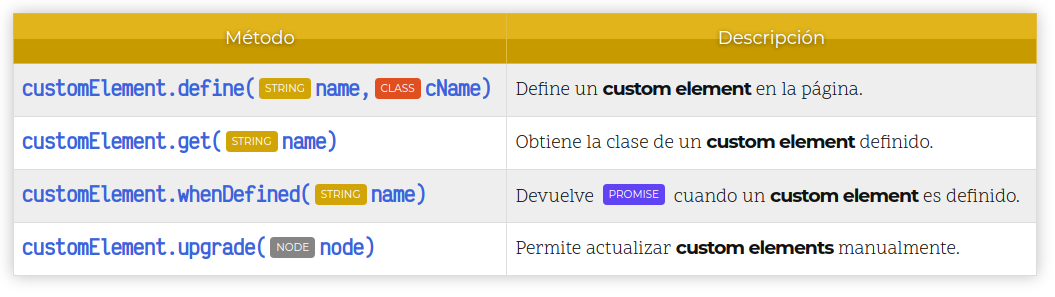 Método Descripción
customElement.define( STRING name, CLASS cName) Define un custom element en la página.
customElement.get( STRING name) Obtiene la clase de un custom element definido.
customElement.whenDefined( STRING name) Devuelve PROMISE cuando un custom element es definido.
customElement.upgrade( NODE node) Permite actualizar custom elements manualmente.